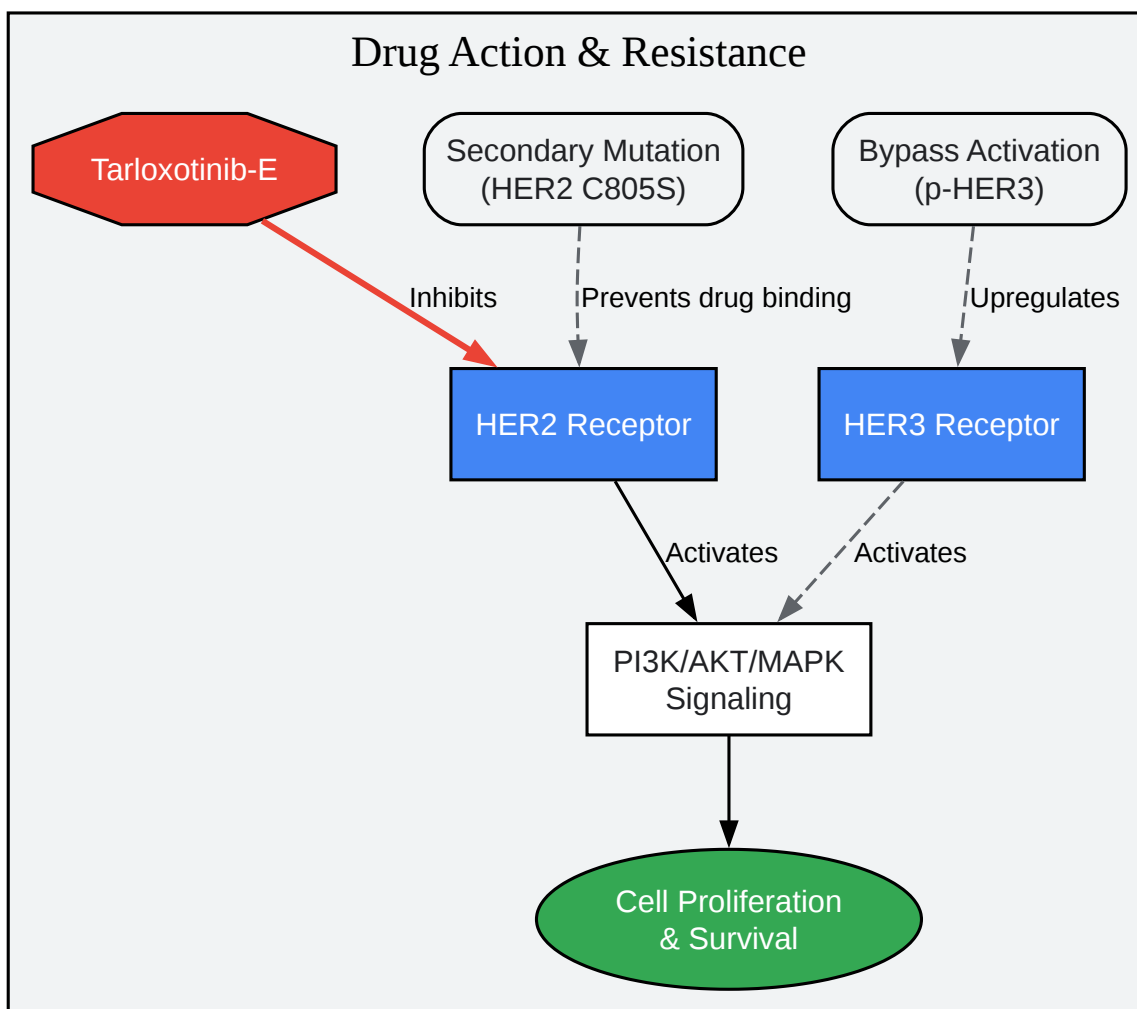 Drug Action & Resistance
Tarloxotinib-E
Secondary Mutation
(HER2 C805S)
Bypass Activation
(p-HER3)
Inhibits
Prevents drug binding
Upregulates
HER2 Receptor
HER3 Receptor
Activates
Activates
PI3K/AKT/MAPK
Signaling
Cell Proliferation
& Survival